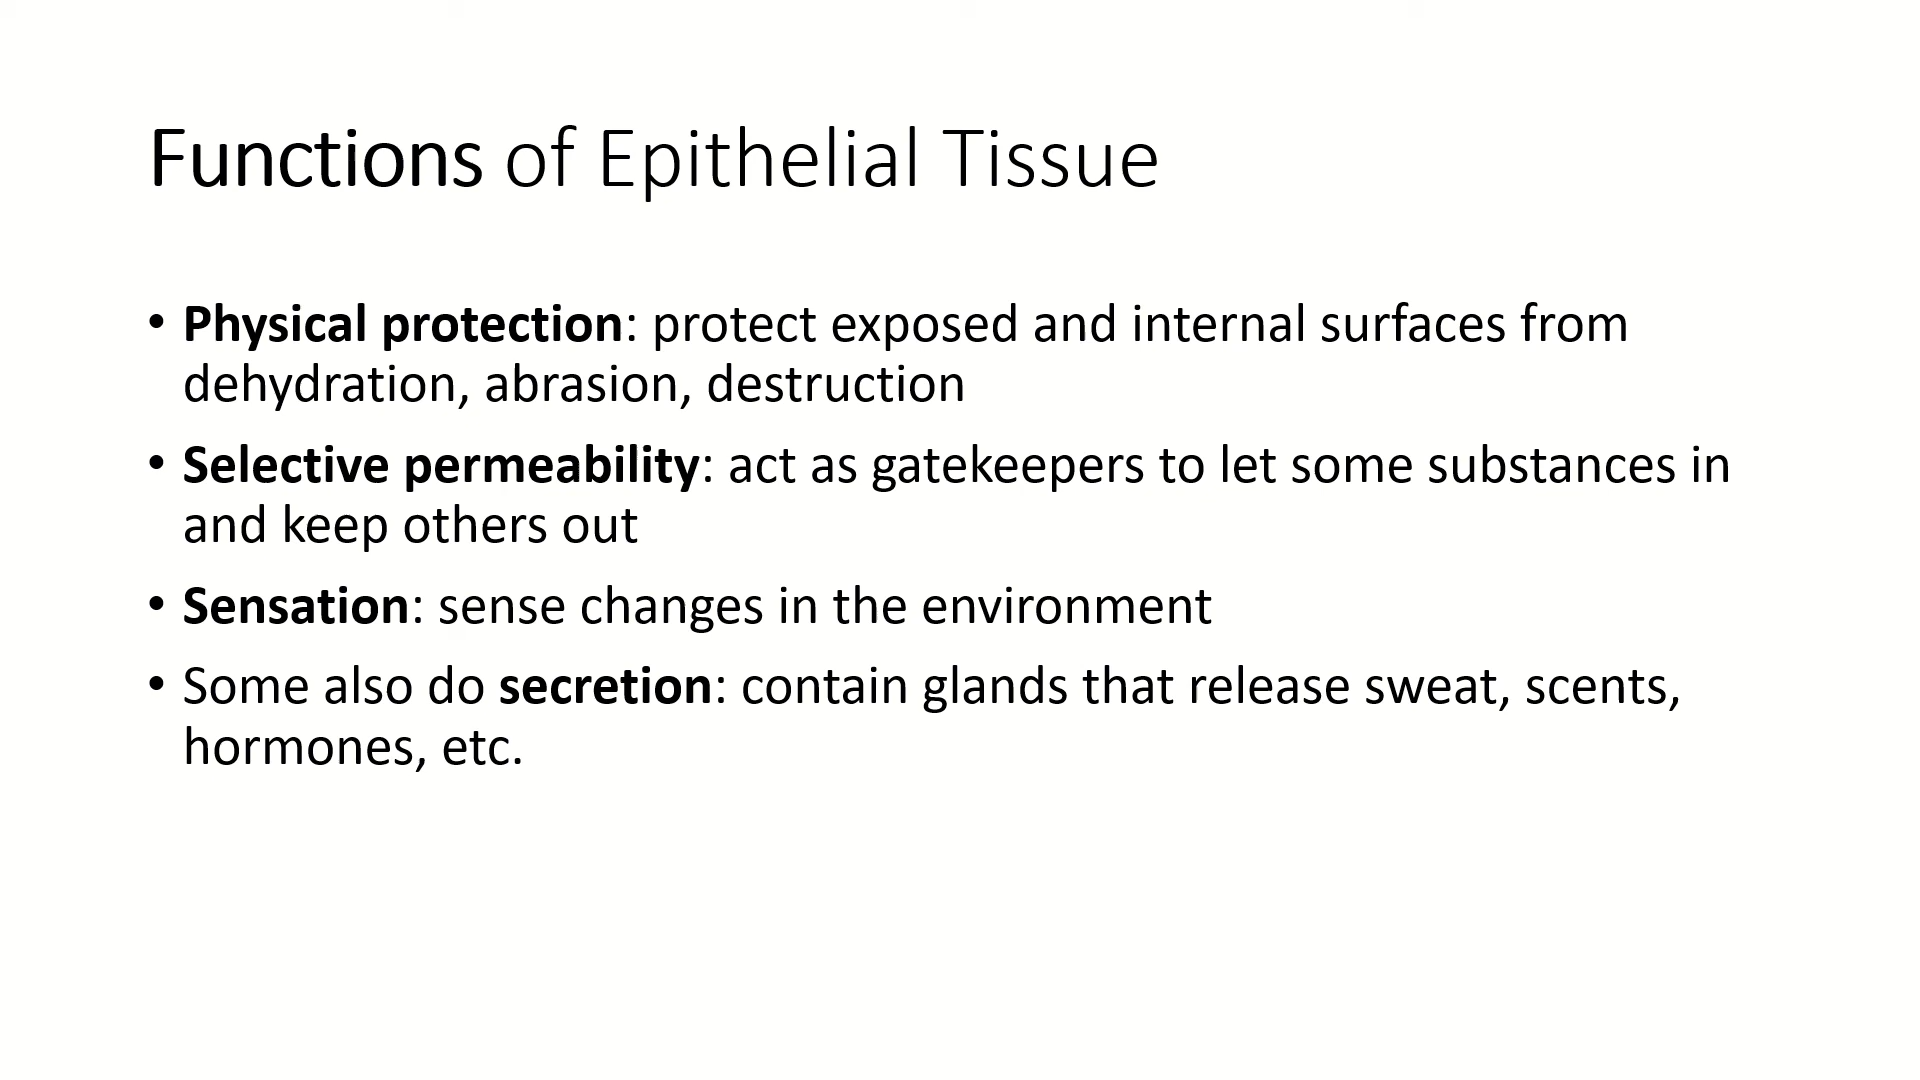 Functions of Epithelial Tissue
• Physical protection: protect exposed and internal surfaces from
dehydration, abrasion, destruction
• Selective permeability: act as gatekeepers to let some substances in
and keep others out
• Sensation: sense changes in the environment
• Some also do secretion: contain glands that release sweat, scents,
hormones, etc.